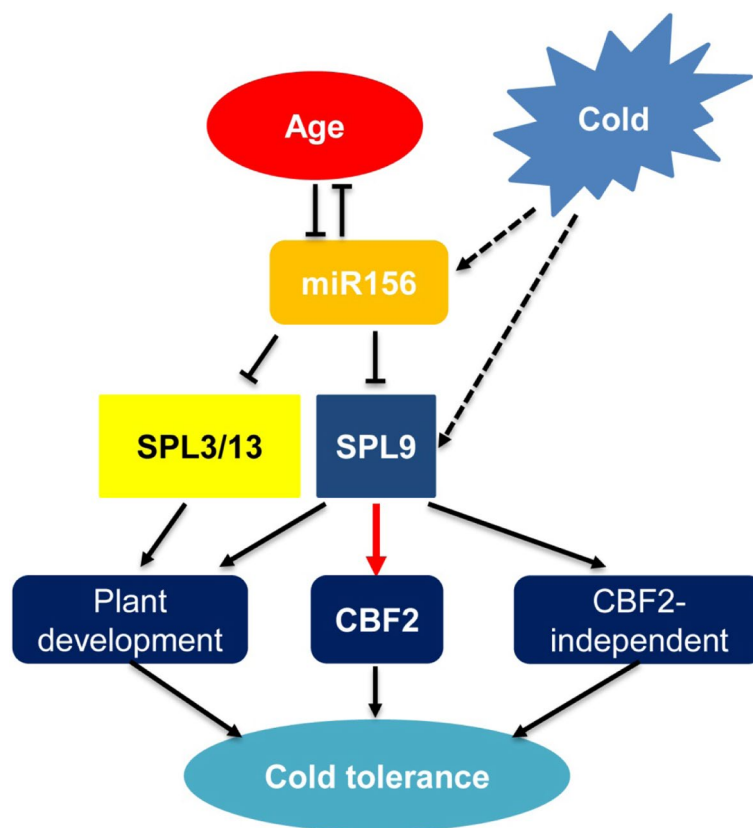 Age
Cold
miR156
SPL3/13
SPL9
Plant
development
CBF2
CBF2-
independent
Cold tolerance